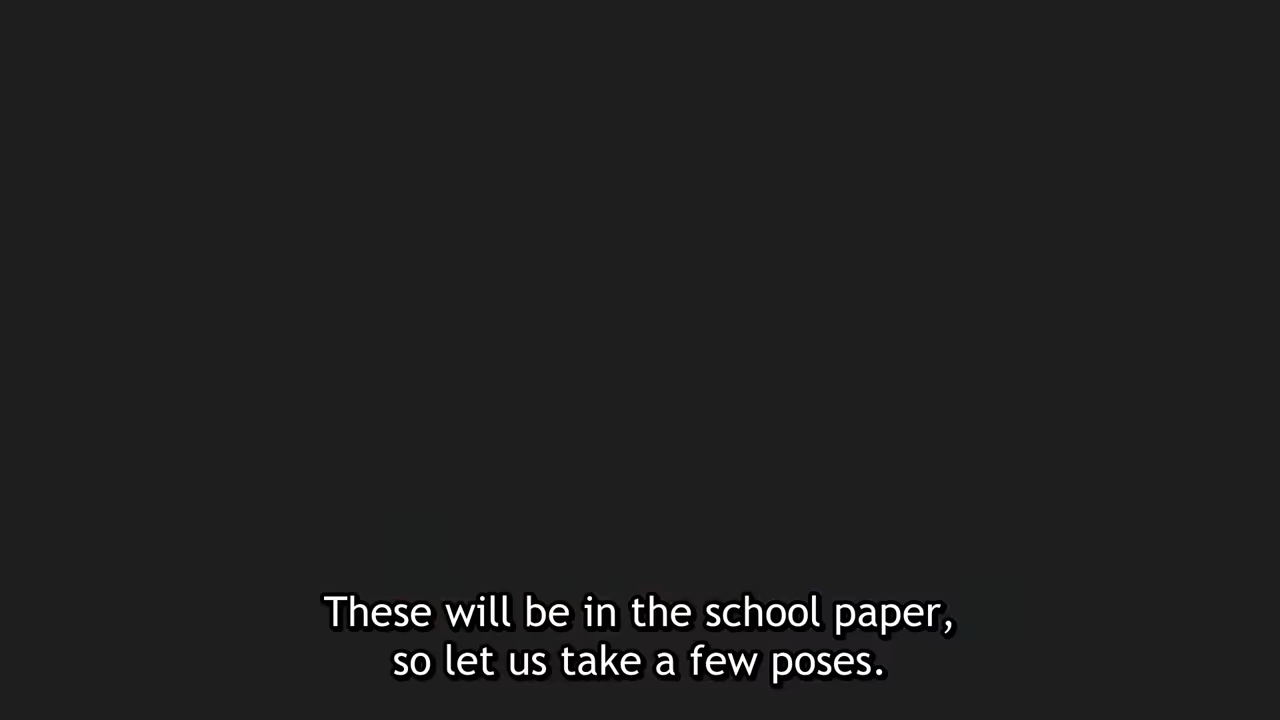 These will be in the school paper,
so let us take a few poses.